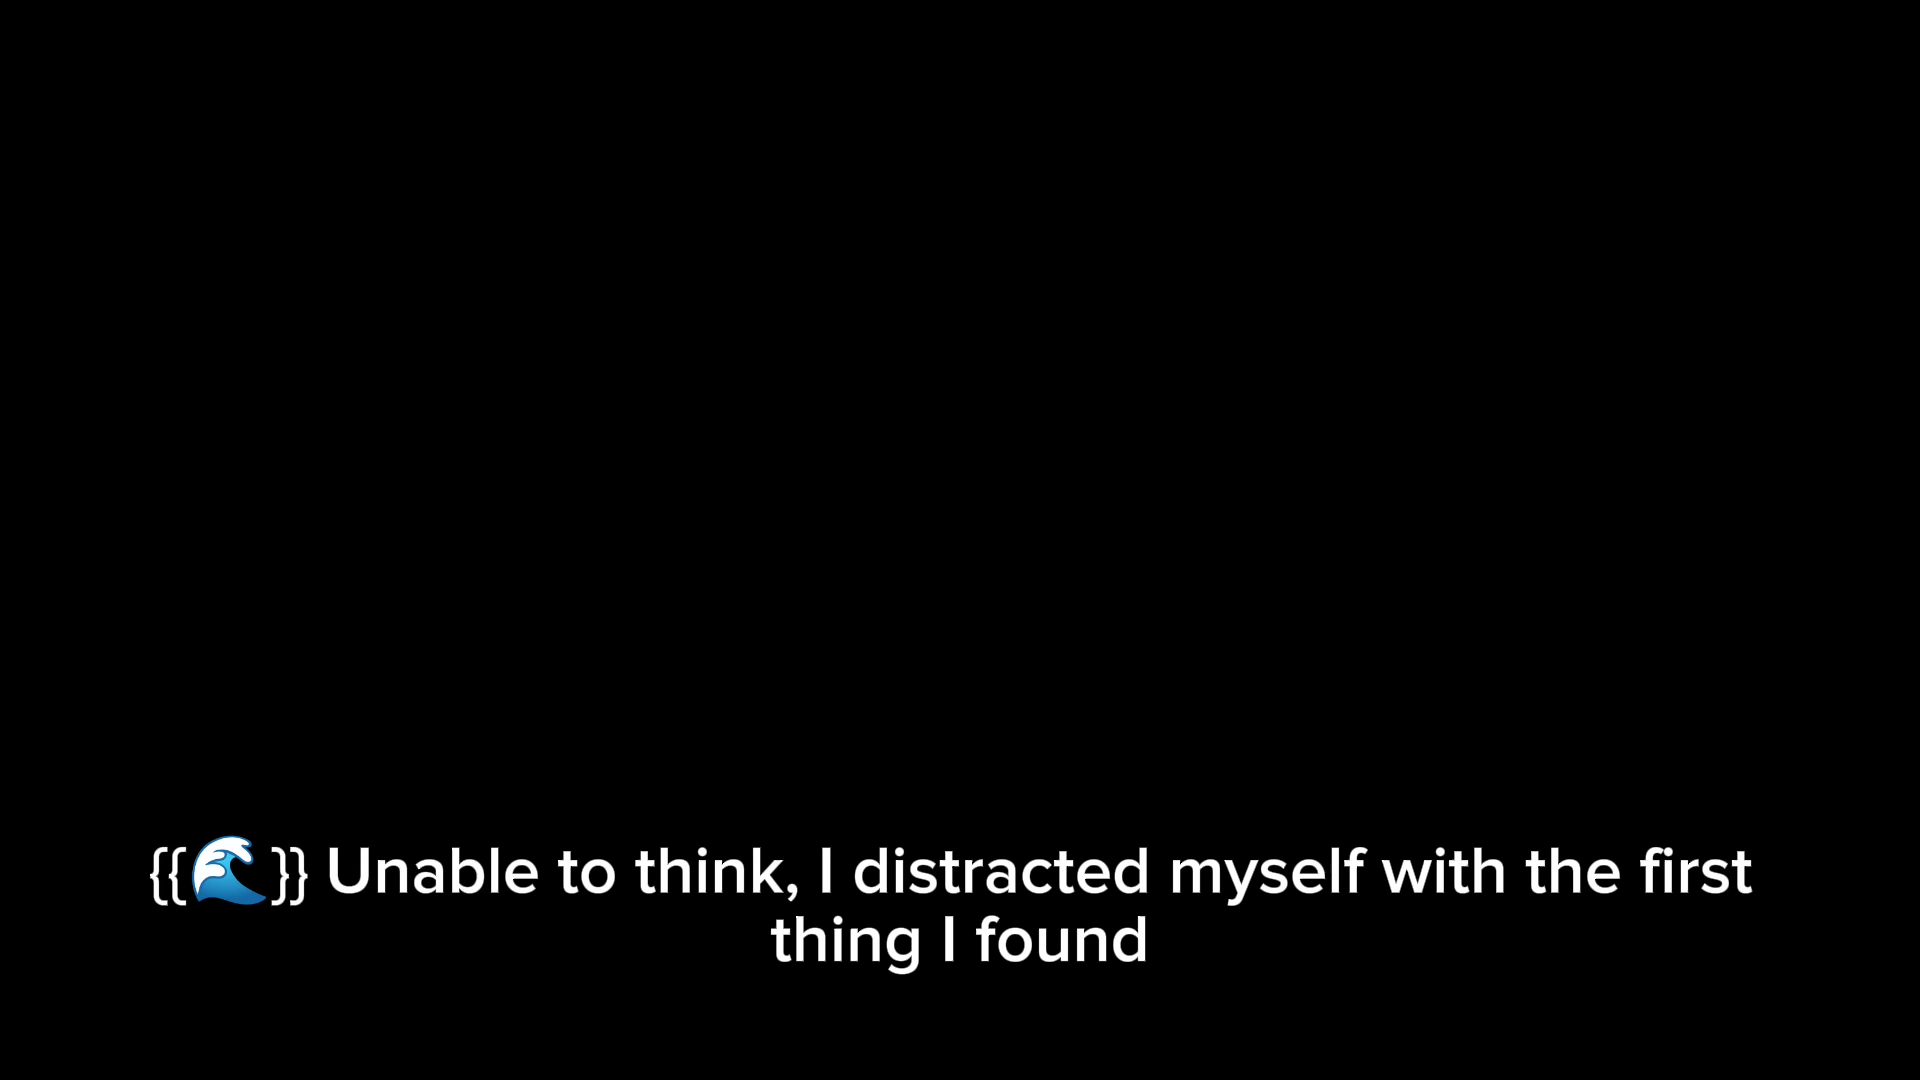 {{🌊}} Unable to think, I distracted myself with the first
thing I found